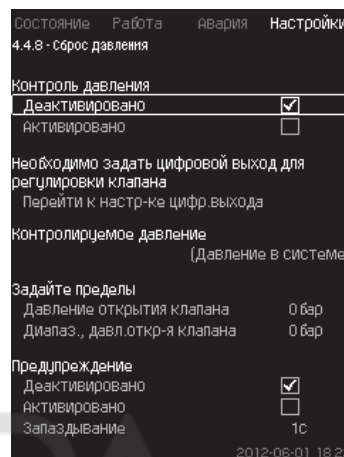 Состояние Работа Авария Настройки
4.4.8 - Сброс давления
Контроль давления
Деактивировано
Активировано
Необходимо задать цифровой выход для
регулировки клапана
Перейти к настр-ке цифр.выхода
Контролируемое давление
(Давление в системе
Задайте пределы
Давление открытия клапана 0 бар
Диапаз., давл.откр-я клапана 0 бар
Предупреждение
Деактивировано
Активировано
Запаздывание 1с
2012-06-01 18:2